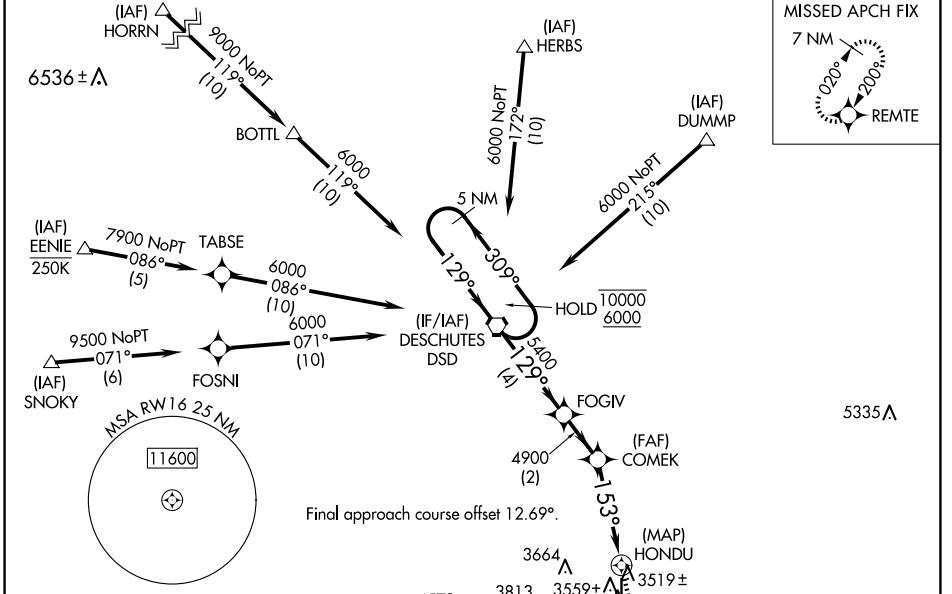 (IAF)
HORRN
9000 NoPT
119°
(10)
6536 ±
BOTTL
6000
119°
(10)
(IAF)
HERBS
6000 NoPT
172°
(10)
(IAF)
DUMMP
6000 NoPT
215°
(10)
MISSED APCH FIX
7 NM
020°
200°
REMTE
5 NM
129°
309°
HOLD
10000
6000
(IAF)
EENIE
250K
7900 NoPT
086°
(5)
TABSE
6000
086°
(10)
(IAF)
SNOKY
9500 NoPT
071°
(6)
FOSNI
6000
071°
(10)
(IF/IAF)
DESCHUTES
DSD
5400
129°
(4)
FOGIV
4900
(2)
(FAF)
COMEK
153°
5335
MSA RW16 25 NM
11600
Final approach course offset 12.69°.
(MAP)
HONDU
3664
3519 ±
3813
3559±